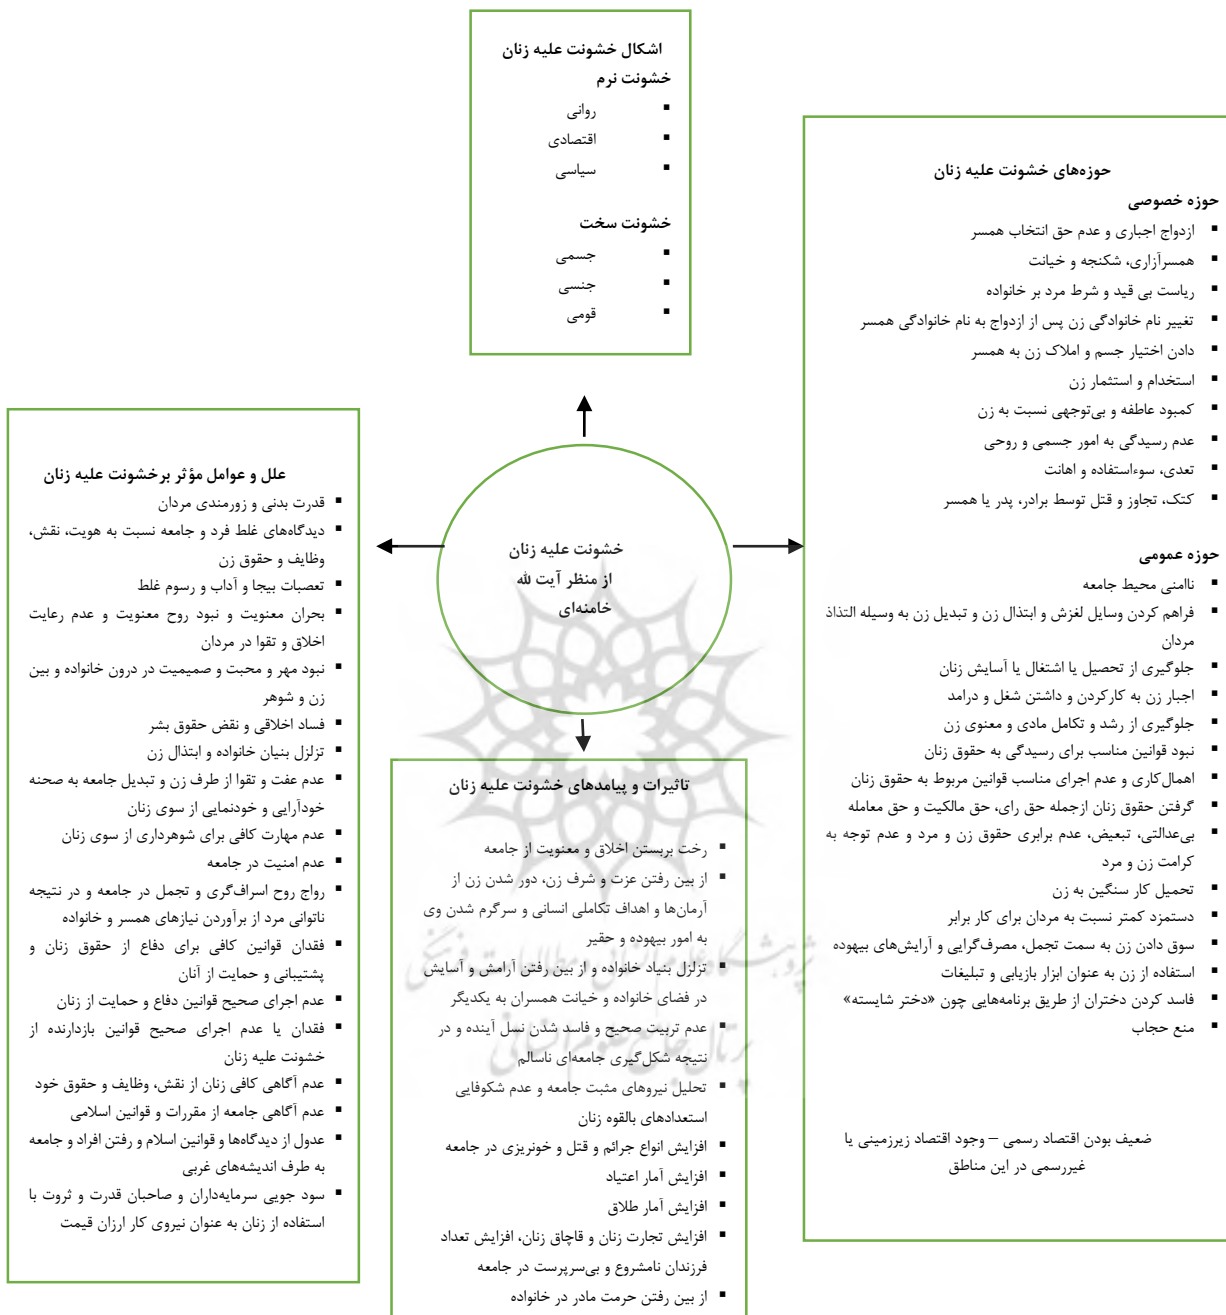 اشکال خشونت علیه زنان
خشونت نرم
▪ روانی
▪ اقتصادی
▪ سیاسی
خشونت سخت
▪ جسمی
▪ جنسی
▪ قومی
حوزه‌های خشونت علیه زنان
حوزه خصوصی
▪ ازدواج اجباری و عدم حق انتخاب همسر
▪ همسرآزاری، شکنجه و خیانت
▪ ریاست بی قید و شرط مرد بر خانواده
▪ تغییر نام خانوادگی زن پس از ازدواج به نام خانوادگی همسر
▪ دادن اختیار جسم و املاک زن به همسر
▪ استخدام و استثمار زن
▪ کمبود عاطفه و بی‌توجهی نسبت به زن
▪ عدم رسیدگی به امور جسمی و روحی
▪ تعدی، سوءاستفاده و اهانت
▪ کتک، تجاوز و قتل توسط برادر، پدر یا همسر
حوزه عمومی
▪ ناامنی محیط جامعه
▪ فراهم کردن وسایل لغزش و ابتذال زن و تبدیل زن به وسیله التذاذ
مردان
▪ جلوگیری از تحصیل یا اشتغال یا آسایش زنان
▪ اجبار زن به کارکردن و داشتن شغل و درامد
▪ جلوگیری از رشد و تکامل مادی و معنوی زن
▪ نبود قوانین مناسب برای رسیدگی به حقوق زنان
▪ اهمال‌کاری و عدم اجرای مناسب قوانین مربوط به حقوق زنان
▪ گرفتن حقوق زنان ازجمله حق رای، حق مالکیت و حق معامله
▪ بی‌عدالتی، تبعیض، عدم برابری حقوق زن و مرد و عدم توجه به
کرامت زن و مرد
▪ تحمیل کار سنگین به زن
▪ دستمزد کمتر نسبت به مردان برای کار برابر
▪ سوق دادن زن به سمت تجمل، مصرف‌گرایی و آرایش‌های بیهوده
▪ استفاده از زن به عنوان ابزار بازیابی و تبلیغات
▪ فاسد کردن دختران از طریق برنامه‌هایی چون «دختر شایسته»
▪ منع حجاب
ضعیف بودن اقتصاد رسمی – وجود اقتصاد زیرزمینی یا
غیررسمی در این مناطق
خشونت علیه زنان
از منظر آیت لله
خامنه‌ای
علل و عوامل مؤثر برخشونت علیه زنان
▪ قدرت بدنی و زورمندی مردان
▪ دیدگاه‌های غلط فرد و جامعه نسبت به هویت، نقش،
وظایف و حقوق زن
▪ تعصبات بیجا و آداب و رسوم غلط
▪ بحران معنویت و نبود روح معنویت و عدم رعایت
اخلاق و تقوا در مردان
▪ نبود مهر و محبت و صمیمیت در درون خانواده و بین
زن و شوهر
▪ فساد اخلاقی و نقض حقوق بشر
▪ تزلزل بنیان خانواده و ابتذال زن
▪ عدم عفت و تقوا از طرف زن و تبدیل جامعه به صحنه
خودآرایی و خودنمایی از سوی زنان
▪ عدم مهارت کافی برای شوهرداری از سوی زنان
▪ عدم امنیت در جامعه
▪ رواج روح اسراف‌گری و تجمل در جامعه و در نتیجه
ناتوانی مرد از برآوردن نیازهای همسر و خانواده
▪ فقدان قوانین کافی برای دفاع از حقوق زنان و
پشتیبانی و حمایت از آنان
▪ عدم اجرای صحیح قوانین دفاع و حمایت از زنان
▪ فقدان یا عدم اجرای صحیح قوانین بازدارنده از
خشونت علیه زنان
▪ عدم آگاهی کافی زنان از نقش، وظایف و حقوق خود
▪ عدم آگاهی جامعه از مقررات و قوانین اسلامی
▪ عدول از دیدگاه‌ها و قوانین اسلام و رفتن افراد و جامعه
به طرف اندیشه‌های غربی
▪ سود جویی سرمایه‌داران و صاحبان قدرت و ثروت با
استفاده از زنان به عنوان نیروی کار ارزان قیمت
تاثیرات و پیامدهای خشونت علیه زنان
▪ رخت بربستن اخلاق و معنویت از جامعه
▪ از بین رفتن عزت و شرف زن، دور شدن زن از
آرمان‌ها و اهداف تکاملی انسانی و سرگرم شدن وی
به امور بیهوده و حقیر
▪ تزلزل بنیاد خانواده و از بین رفتن آرامش و آسایش
در فضای خانواده و خیانت همسران به یکدیگر
▪ عدم تربیت صحیح و فاسد شدن نسل آینده و در
نتیجه شکل‌گیری جامعه‌ای ناسالم
▪ تحلیل نیروهای مثبت جامعه و عدم شکوفایی
استعدادهای بالقوه زنان
▪ افزایش انواع جرائم و قتل و خونریزی در جامعه
▪ افزایش آمار اعتیاد
▪ افزایش آمار طلاق
▪ افزایش تجارت زنان و قاچاق زنان، افزایش تعداد
فرزندان نامشروع و بی‌سرپرست در جامعه
▪ از بین رفتن حرمت مادر در خانواده
پژوهشگاه علوم انسانی و مطالعات فرهنگی
پرتال جامع علوم انسانی